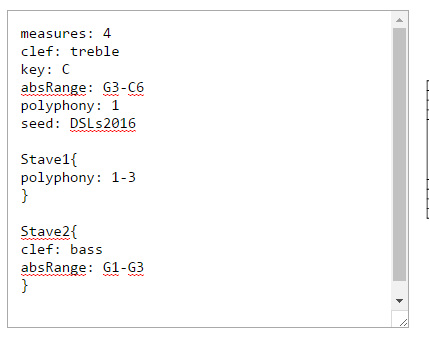 measures: 4
clef: treble
key: C
absRange: G3-C6
polyphony: 1
seed: DSLs2016
Stave1{
polyphony: 1-3
}
Stave2{
clef: bass
absRange: G1-G3
}